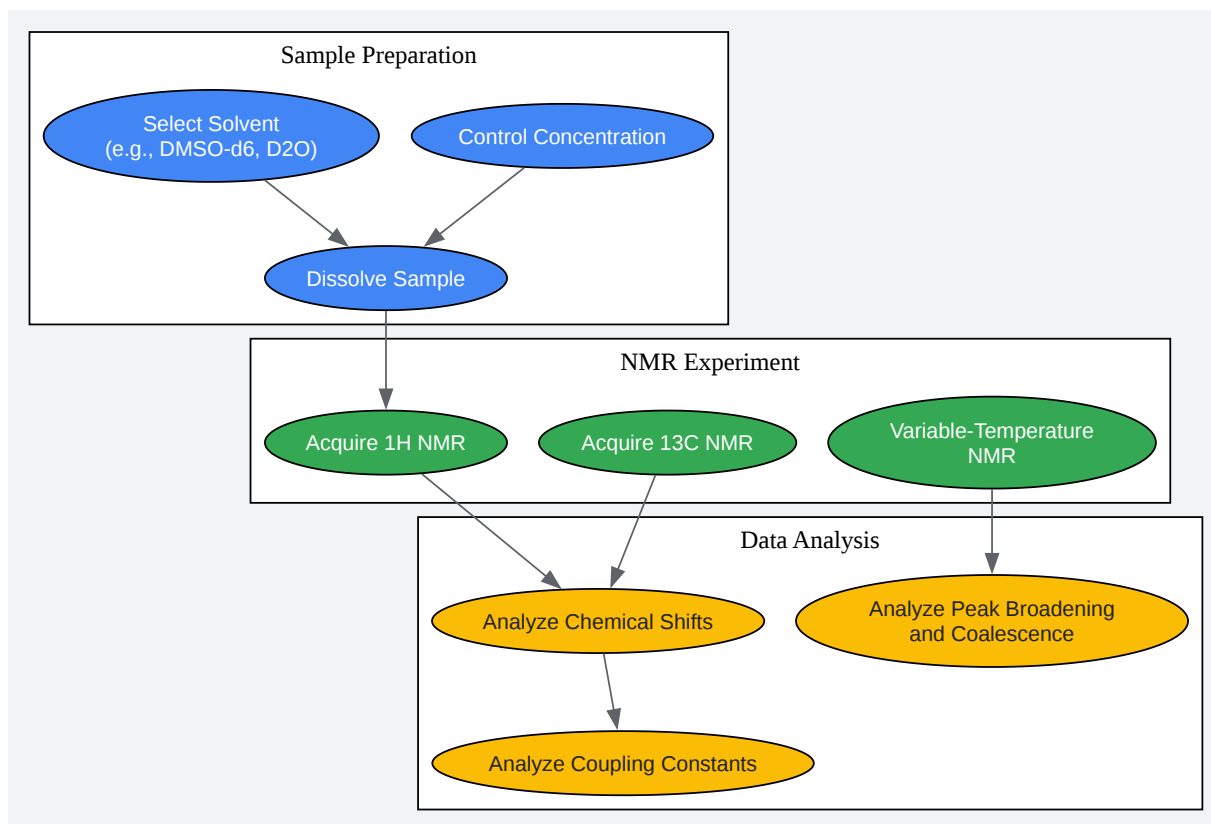 Sample Preparation
Select Solvent
(e.g., DMSO-d6, D2O)
Control Concentration
Dissolve Sample
NMR Experiment
Acquire 1H NMR
Acquire 13C NMR
Variable-Temperature
NMR
Data Analysis
Analyze Chemical Shifts
Analyze Peak Broadening
and Coalescence
Analyze Coupling Constants